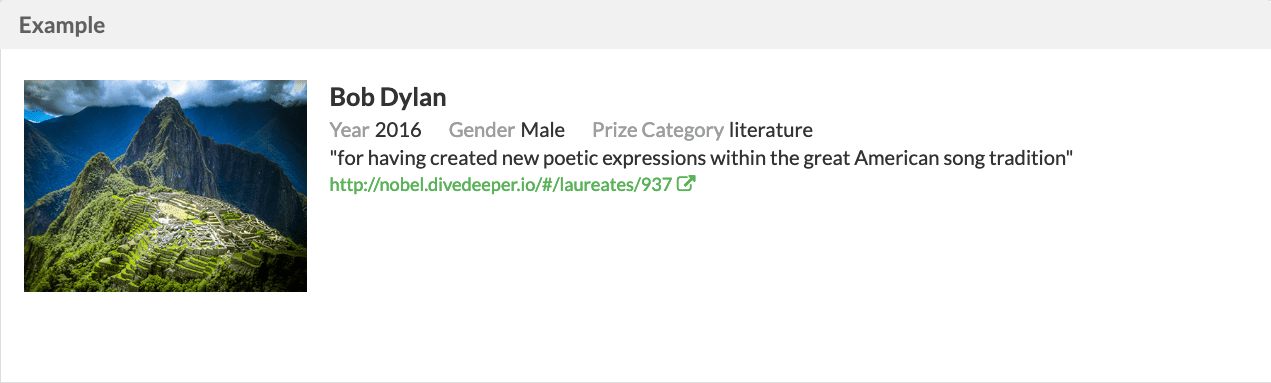 Example
Bob Dylan
Year 2016 Gender Male Prize Category literature
"for having created new poetic expressions within the great American song tradition"
http://nobel.divedeeper.io/#/laureates/937